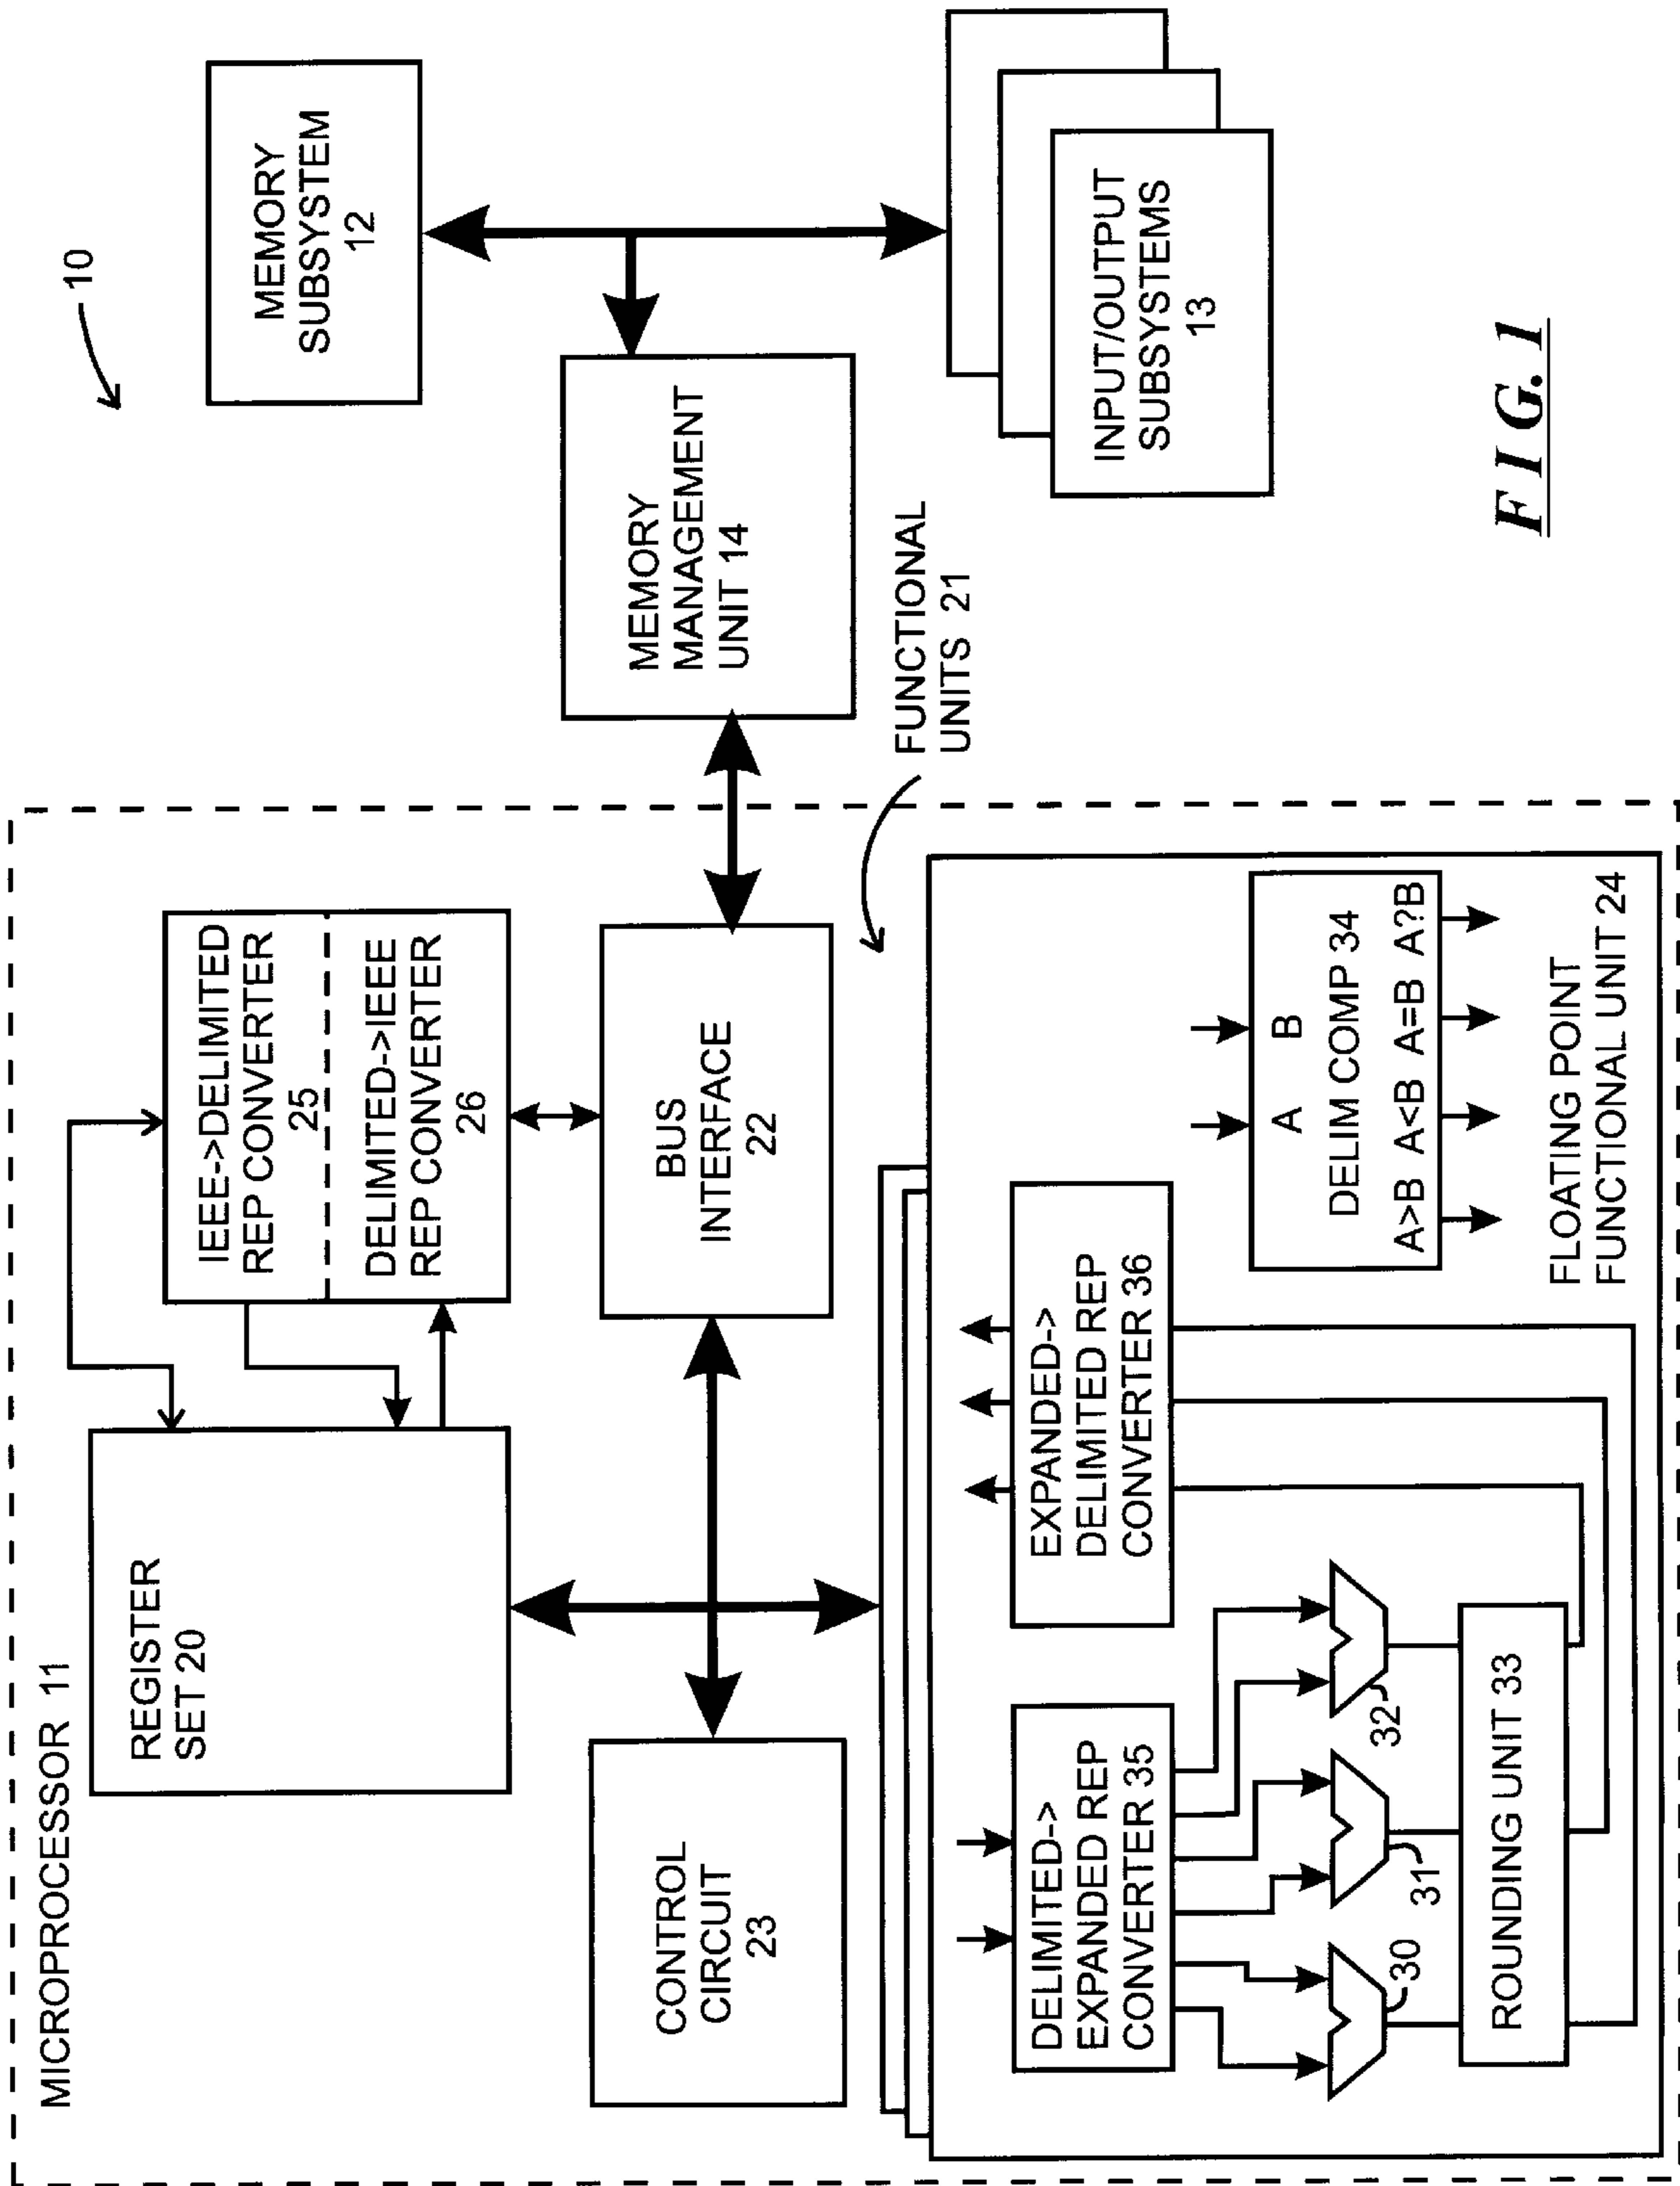 10
MICROPROCESSOR 11
REGISTER
SET 20
IEEE->DELIMITED
REP CONVERTER
25
DELIMITED->IEEE
REP CONVERTER
26
MEMORY
SUBSYSTEM
12
CONTROL
CIRCUIT
23
BUS
INTERFACE
22
MEMORY
MANAGEMENT
UNIT 14
FUNCTIONAL
UNITS 21
INPUT/OUTPUT
SUBSYSTEMS
13
DELIMITED->
EXPANDED REP
CONVERTER 35
EXPANDED->
DELIMITED REP
CONVERTER 36
A B
DELIM COMP 34
A>B A<B A=B A?B
30
31
32
ROUNDING UNIT 33
FLOATING POINT
FUNCTIONAL UNIT 24
FIG. 1